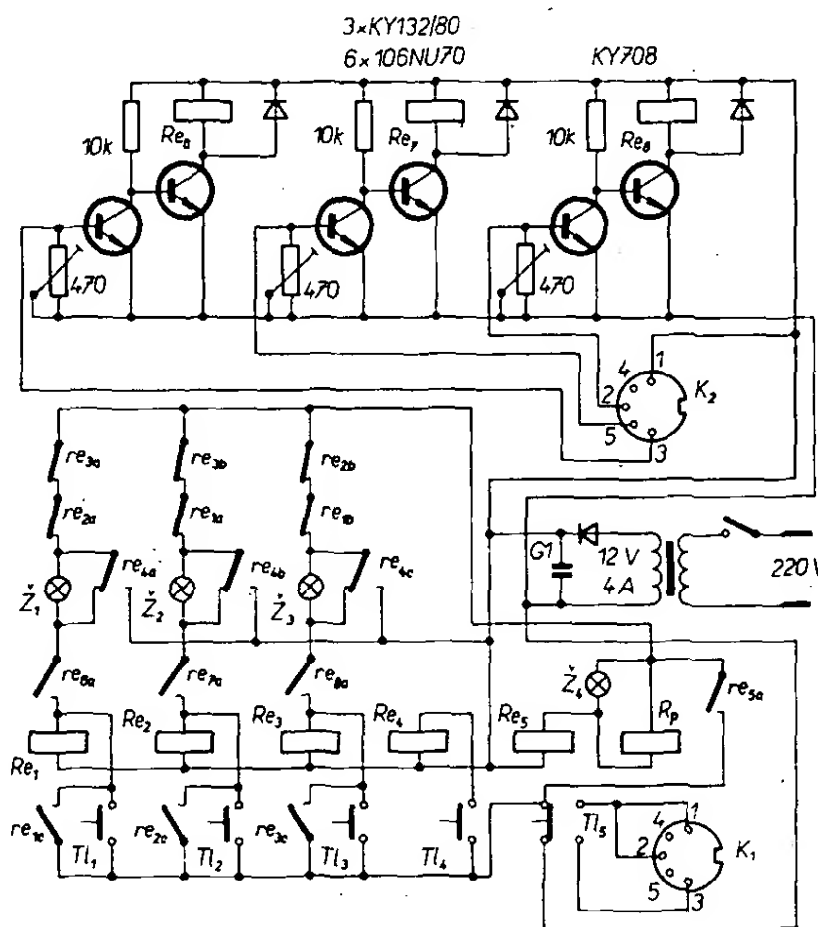 3×KY132/80
6×106NU70 KY708
10k Re8 10k Re7 10k Re6
470 470 470
4 1
2 K2
5
3
re3a re3b re2b
re2a re1a re1b
re4a re4b re4c
Ž1 Ž2 Ž3
G1 12 V 220 V
4 A
re6a re7a re8a
Ž4 Rp re5a
Re1 Re2 Re3 Re4 Re5
re1c Tl1 re2c Tl2 re3c Tl3 Tl4 Tl5
4 1
2 K1
5 3